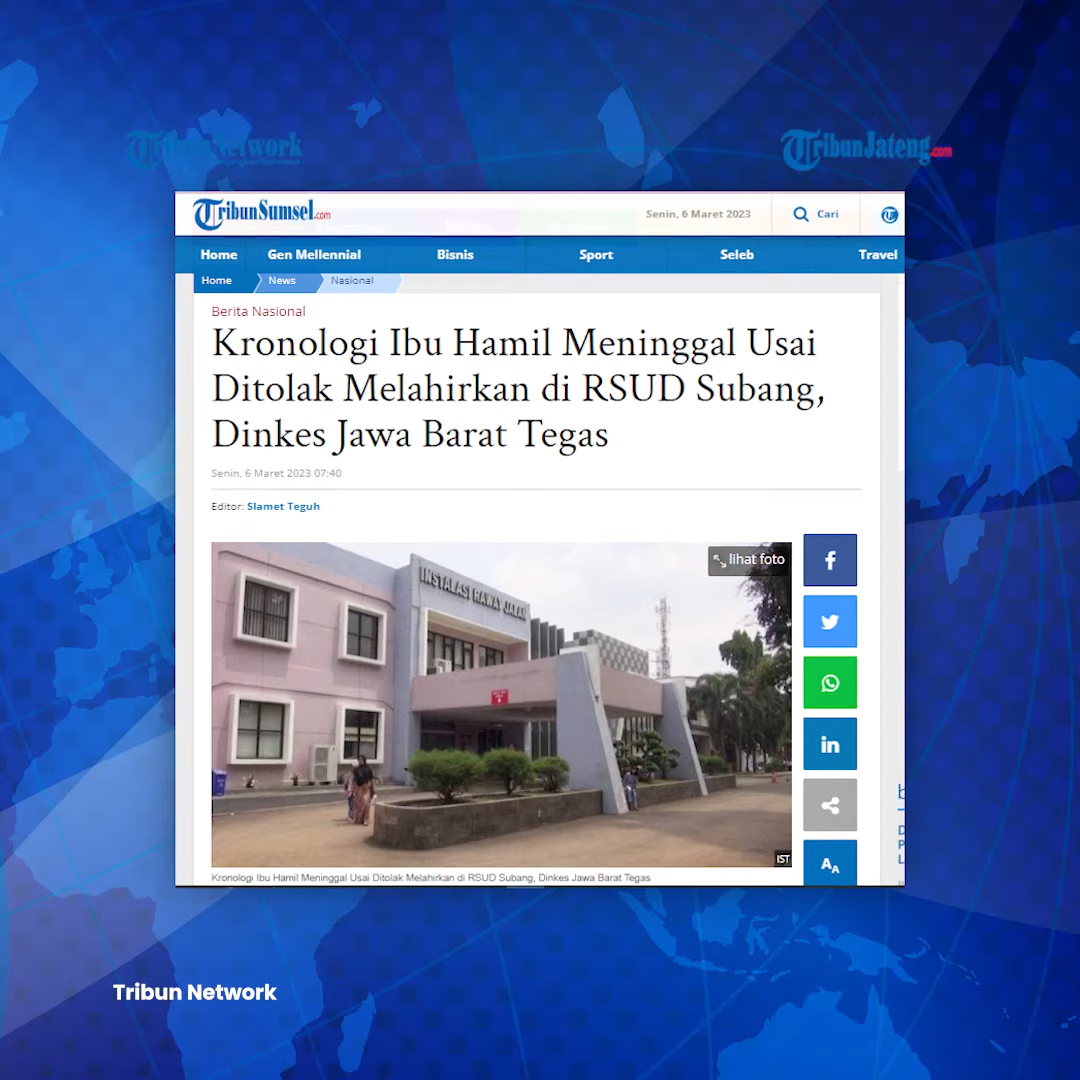 Tribun Network
TribunJateng.com
TribunSumsel.com
Senin, 6 Maret 2023
Cari
Home
Gen Mellennial
Bisnis
Sport
Seleb
Travel
Home
News
Nasional
Berita Nasional
Kronologi Ibu Hamil Meninggal Usai
Ditolak Melahirkan di RSUD Subang,
Dinkes Jawa Barat Tegas
Senin, 6 Maret 2023 07:40
Editor: Slamet Teguh
lihat foto
INSTALASI RAWAT JALAN
IST
Kronologi Ibu Hamil Meninggal Usai Ditolak Melahirkan di RSUD Subang, Dinkes Jawa Barat Tegas
Tribun Network